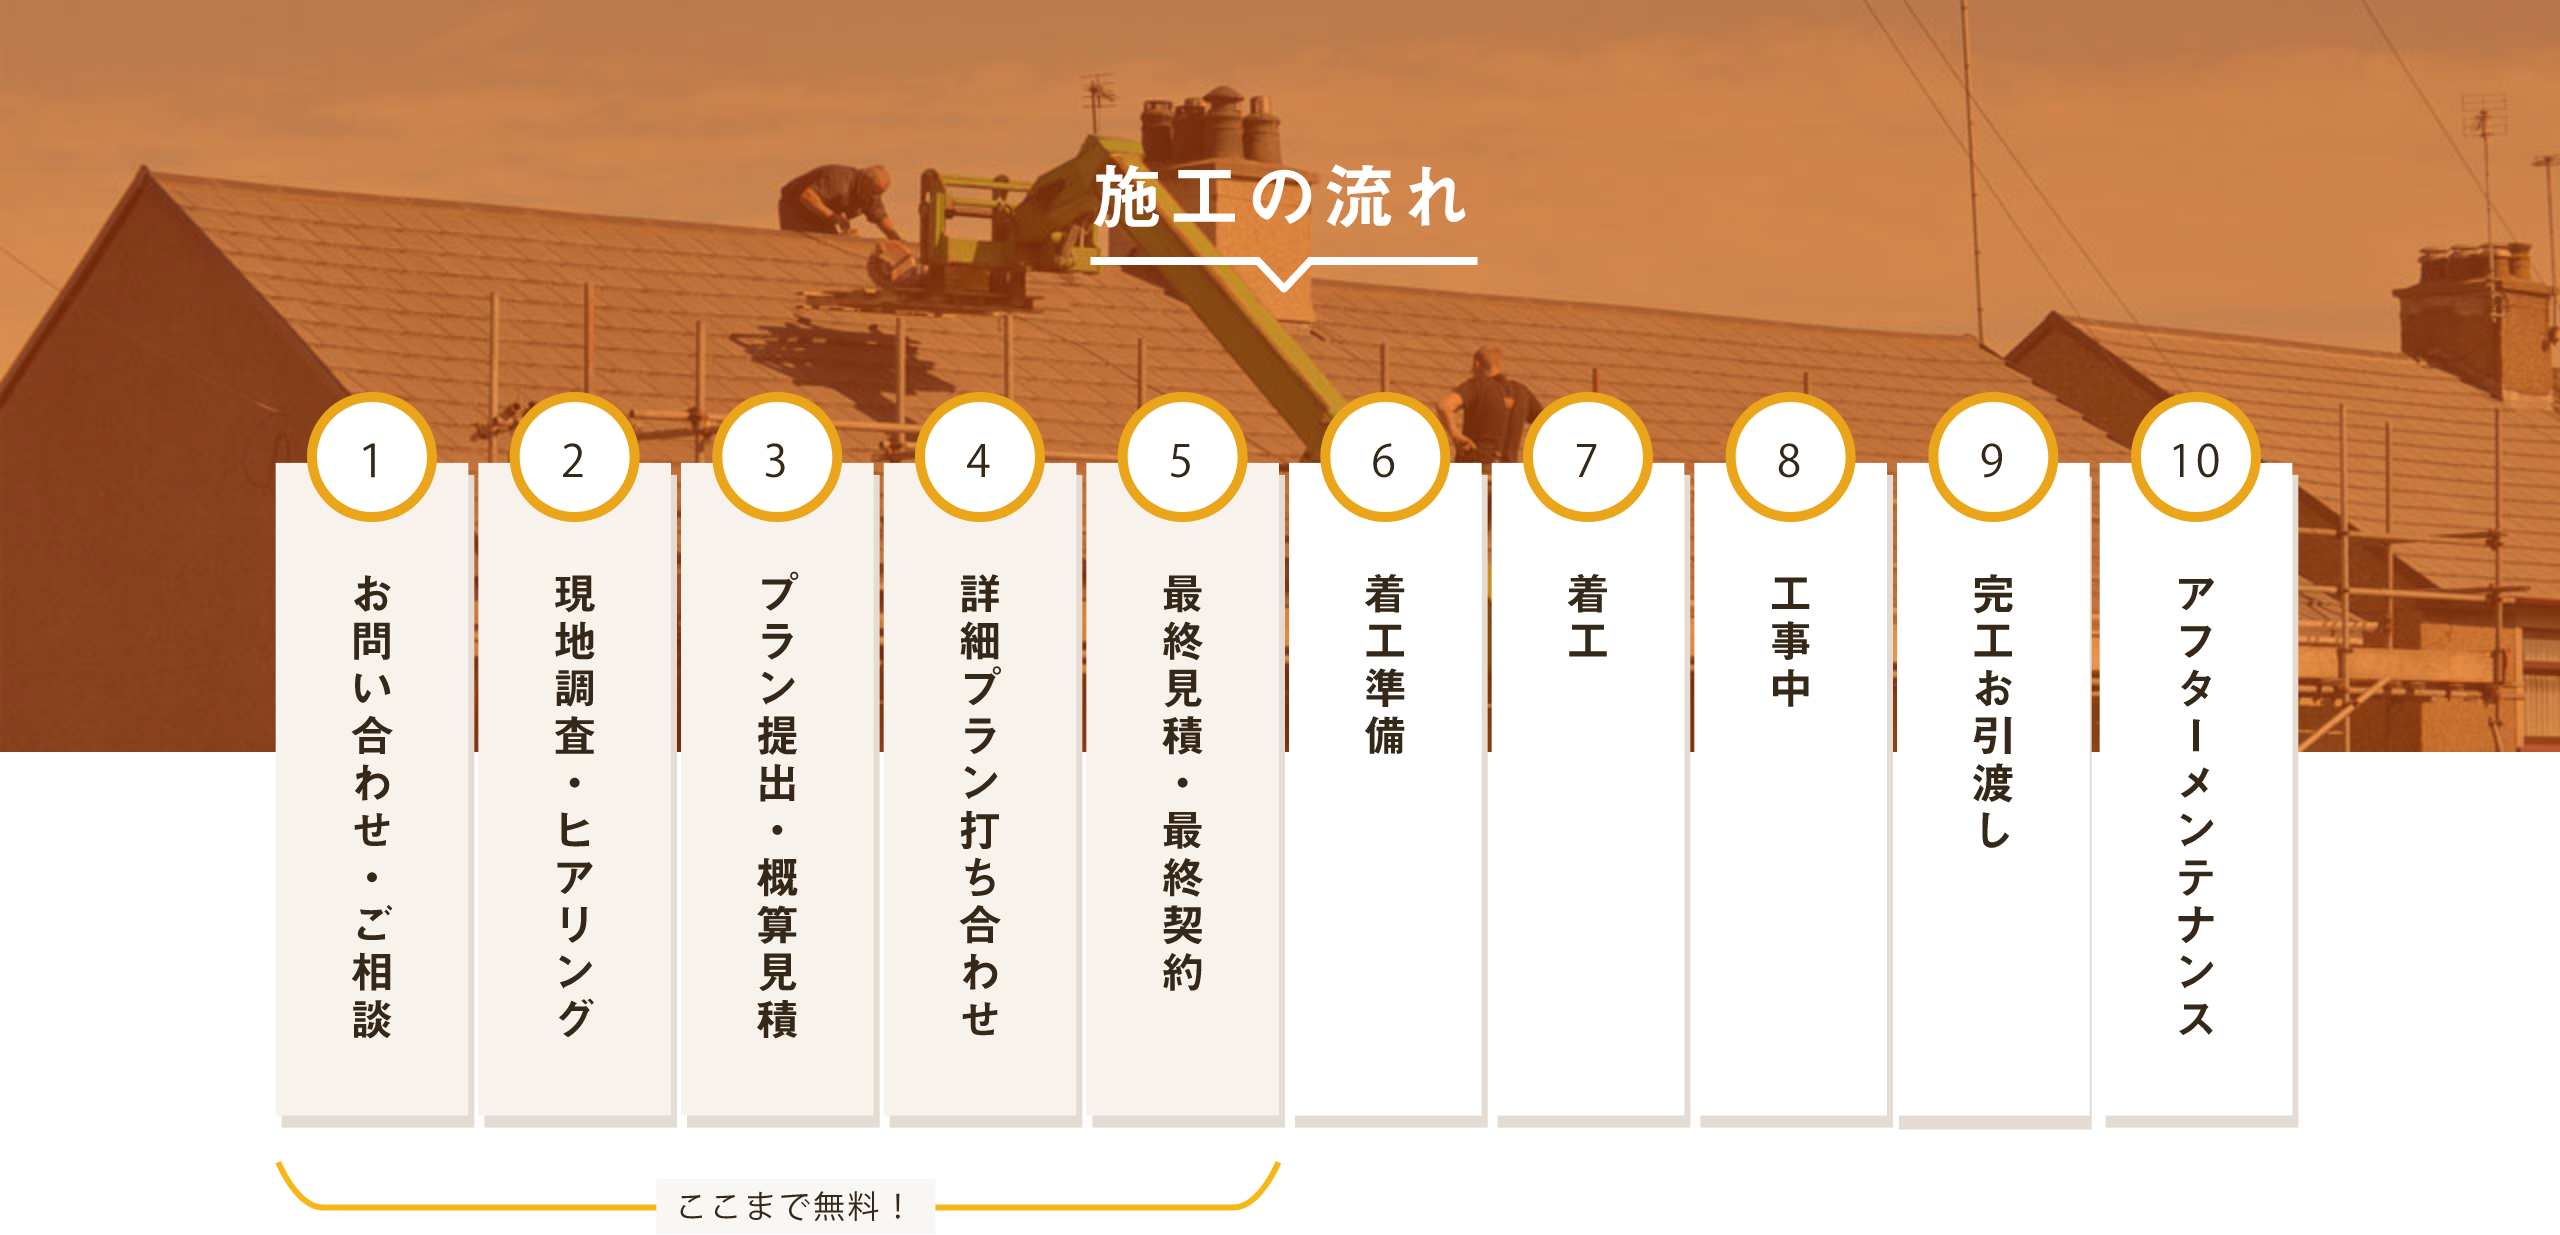 施工の流れ
1
お問い合わせ・ご相談
2
現地調査・ヒアリング
3
プラン提出・概算見積
4
詳細プラン打ち合わせ
5
最終見積・最終契約
6
着工準備
7
着工
8
工事中
9
完工お引渡し
10
アフターメンテナンス
ここまで無料！